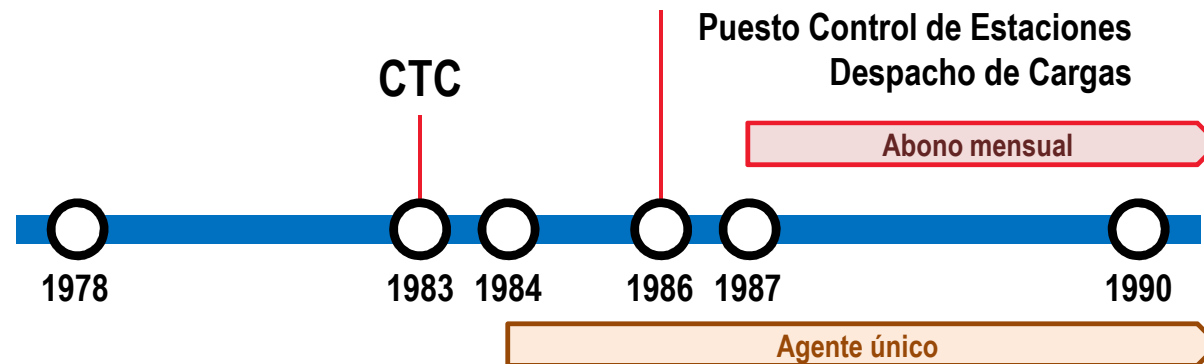 Puesto Control de Estaciones
Despacho de Cargas
CTC
Abono mensual
1978
1983
1984
1986
1987
1990
Agente único